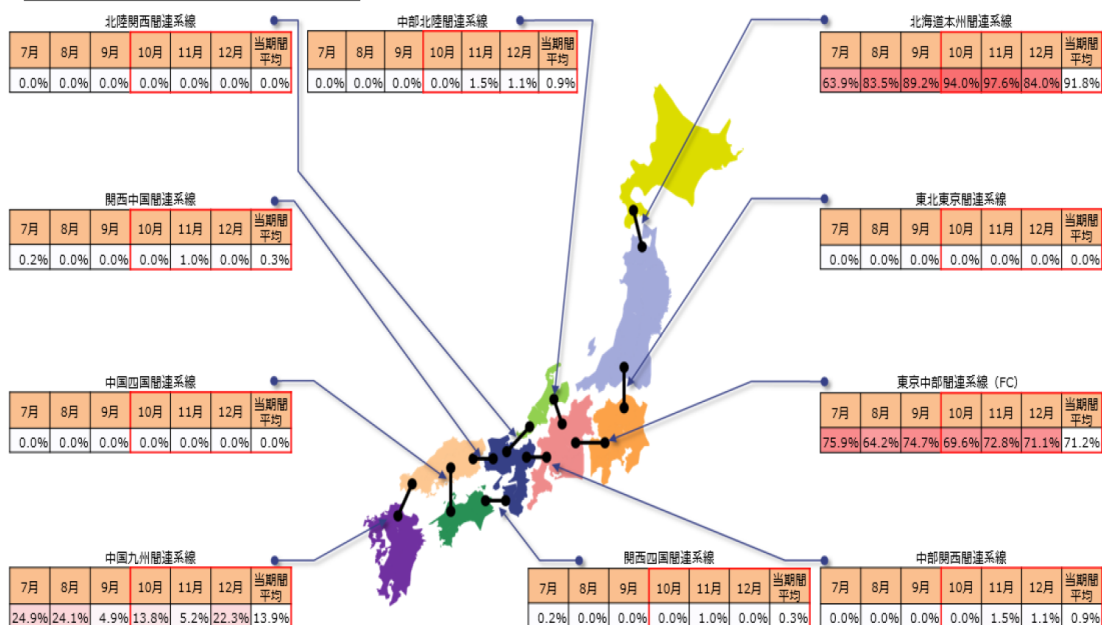 北陸関西間連系線
7月 8月 9月 10月 11月 12月 当期間平均
0.0% 0.0% 0.0% 0.0% 0.0% 0.0% 0.0%
中部北陸間連系線
7月 8月 9月 10月 11月 12月 当期間平均
0.0% 0.0% 0.0% 0.0% 1.5% 1.1% 0.9%
北海道本州間連系線
7月 8月 9月 10月 11月 12月 当期間平均
63.9% 83.5% 89.2% 94.0% 97.6% 84.0% 91.8%
関西中国間連系線
7月 8月 9月 10月 11月 12月 当期間平均
0.2% 0.0% 0.0% 0.0% 1.0% 0.0% 0.3%
東北東京間連系線
7月 8月 9月 10月 11月 12月 当期間平均
0.0% 0.0% 0.0% 0.0% 0.0% 0.0% 0.0%
中国四国間連系線
7月 8月 9月 10月 11月 12月 当期間平均
0.0% 0.0% 0.0% 0.0% 0.0% 0.0% 0.0%
東京中部間連系線（FC）
7月 8月 9月 10月 11月 12月 当期間平均
75.9% 64.2% 74.7% 69.6% 72.8% 71.1% 71.2%
中国九州間連系線
7月 8月 9月 10月 11月 12月 当期間平均
24.9% 24.1% 4.9% 13.8% 5.2% 22.3% 13.9%
関西四国間連系線
7月 8月 9月 10月 11月 12月 当期間平均
0.2% 0.0% 0.0% 0.0% 1.0% 0.0% 0.3%
中部関西間連系線
7月 8月 9月 10月 11月 12月 当期間平均
0.0% 0.0% 0.0% 0.0% 1.5% 1.1% 0.9%